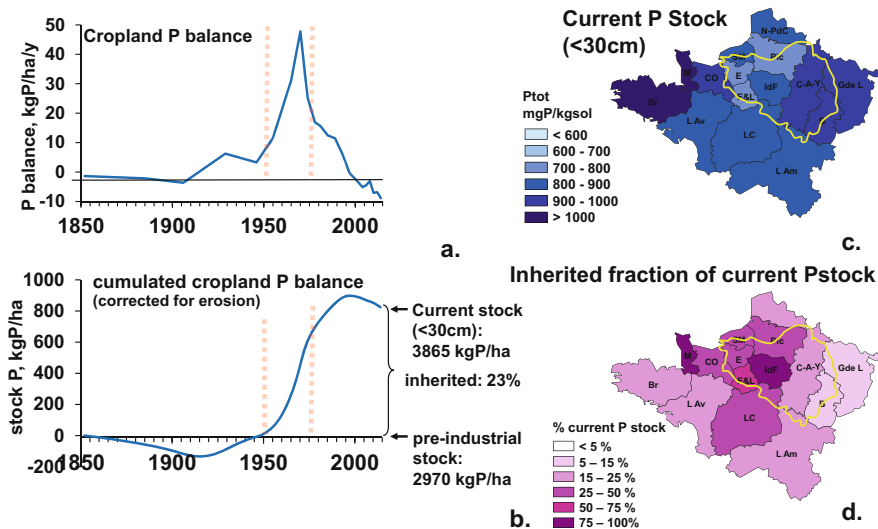 Cropland P balance
P balance, kgP/ha/y
50
40
30
20
10
0
-10
1850
1900
1950
2000
a.
cumulated cropland P balance
(corrected for erosion)
stock P, kgP/ha
1000
800
600
400
200
0
-200
1850
1900
1950
2000
Current stock
(<30cm):
3865 kgP/ha
inherited: 23%
pre-industrial
stock:
2970 kgP/ha
b.
Current P Stock
(<30cm)
Ptot
mgP/kgsol
< 600
600 - 700
700 - 800
800 - 900
900 - 1000
> 1000
N-PdC
SM
Pic
M
CO
E
C-A-Y
Gde L
IdF
E&L
Br
L Av
LC
L Am
c.
Inherited fraction of current Pstock
% current P stock
< 5 %
5 – 15 %
15 – 25 %
25 – 50 %
50 – 75 %
75 – 100%
SM
Pic
M
CO
E
C-A-Y
Gde L
IdF
E&L
Br
B
L Av
LC
L Am
d.